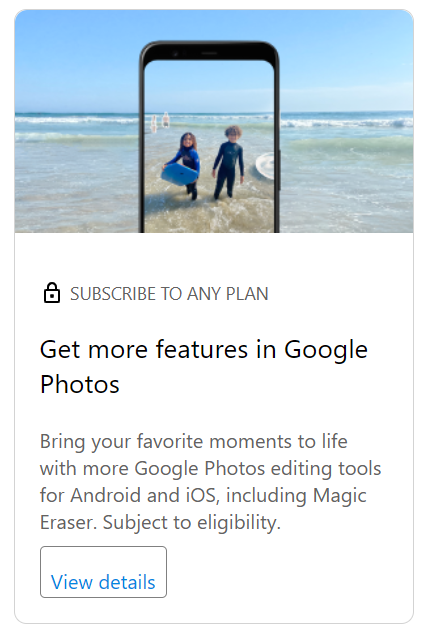 SUBSCRIBE TO ANY PLAN
Get more features in Google
Photos
Bring your favorite moments to life
with more Google Photos editing tools
for Android and iOS, including Magic
Eraser. Subject to eligibility.
View details